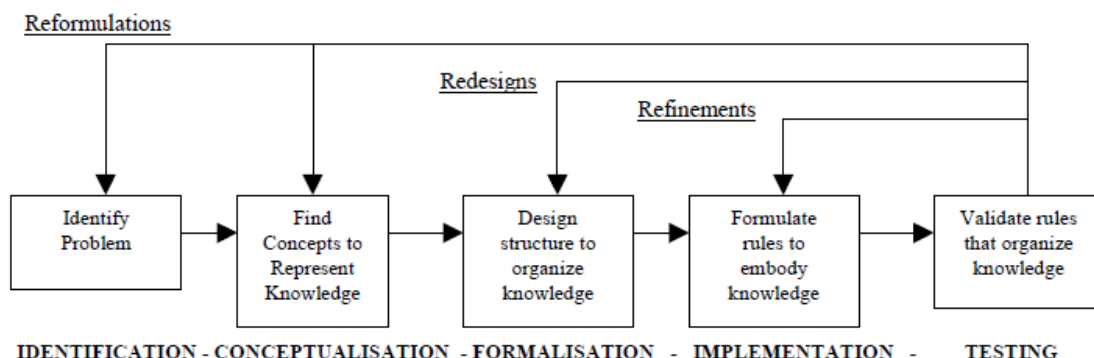 Reformulations
Redesigns
Refinements
Identify
Problem
Find
Concepts to
Represent
Knowledge
Design
structure to
organize
knowledge
Formulate
rules to
embody
knowledge
Validate rules
that organize
knowledge
IDENTIFICATION - CONCEPTUALISATION - FORMALISATION - IMPLEMENTATION - TESTING